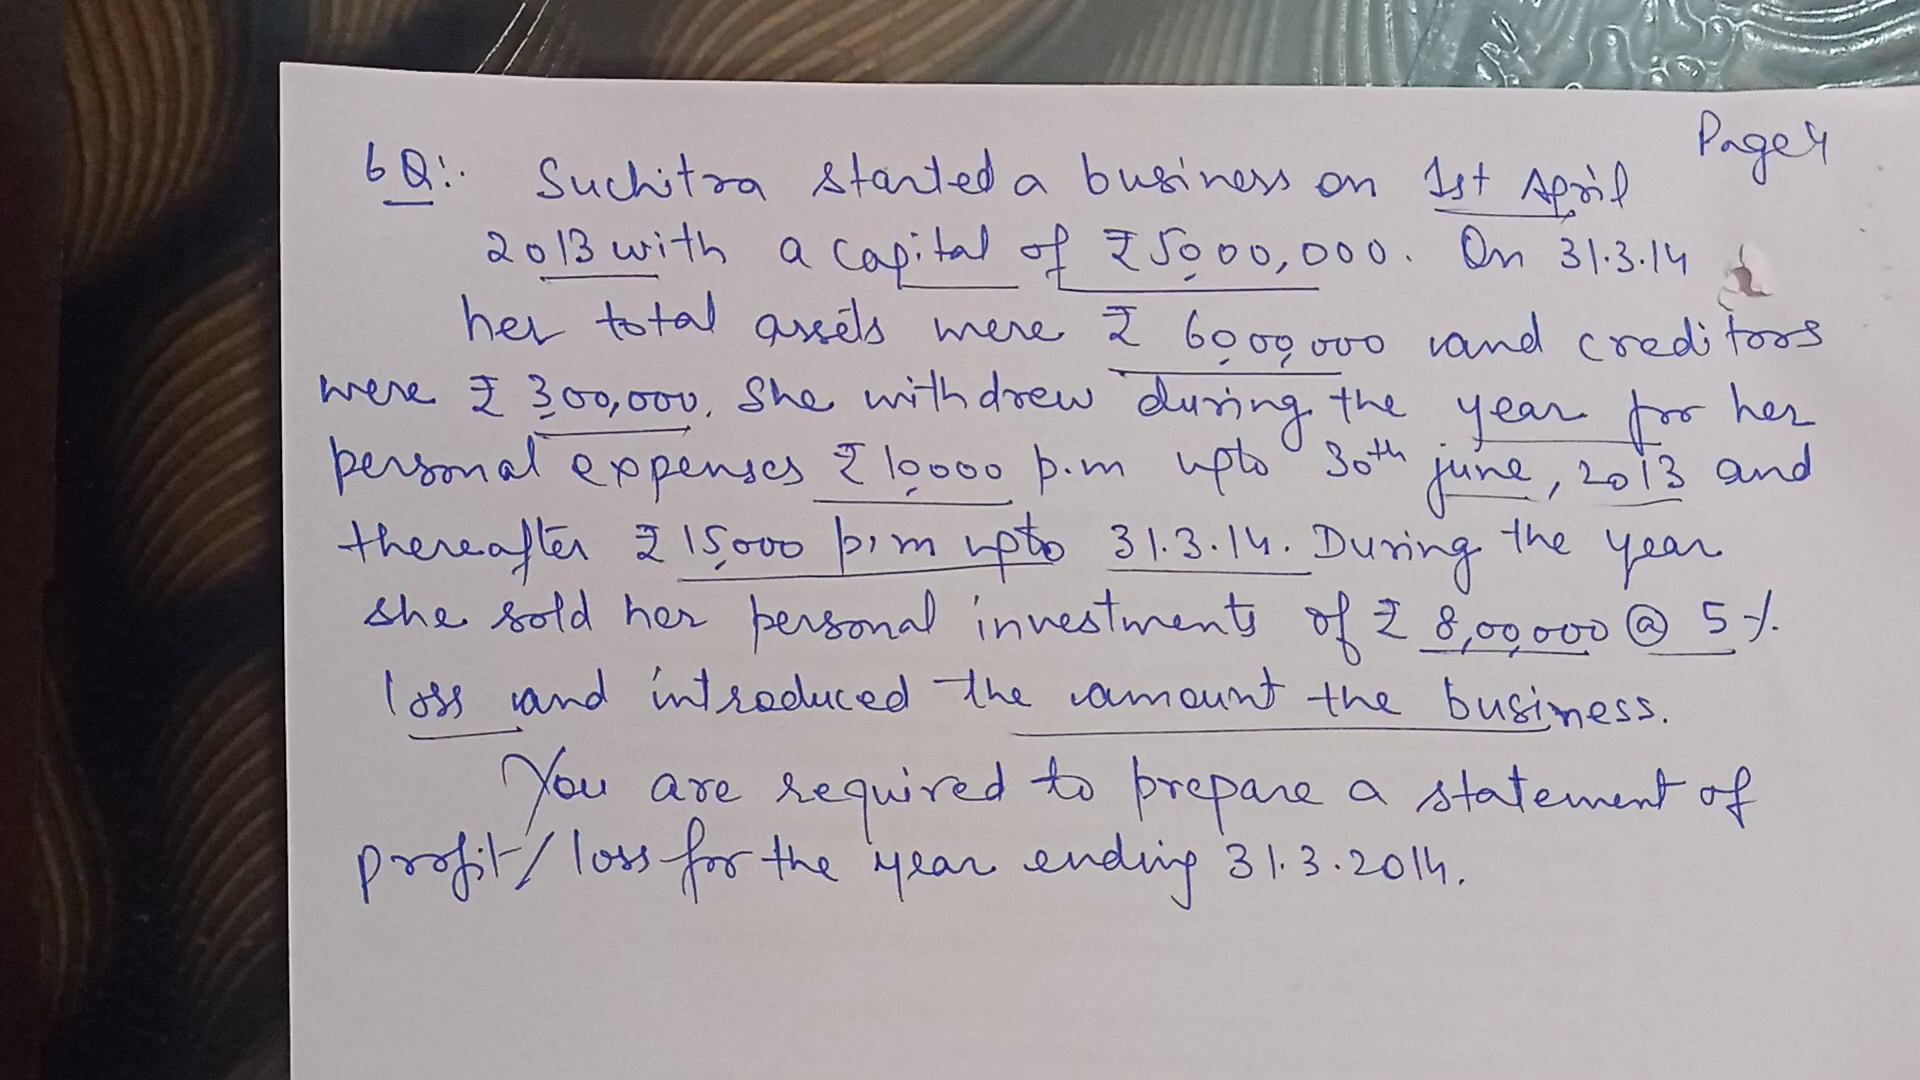 Page 4
6Q:. Suchitra started a business on 1st April
2013 with a capital of ₹50,00,000. On 31.3.14
her total assets were ₹ 60,00,000 and creditors
were ₹ 3,00,000. She withdrew during the year for her
personal expenses ₹ 10,000 p.m upto 30th june, 2013 and
thereafter ₹ 15,000 p.m upto 31.3.14. During the year
she sold her personal investments of ₹ 8,00,000 @ 5%
loss and introduced the amount the business.
You are required to prepare a statement of
profit/loss for the year ending 31.3.2014.